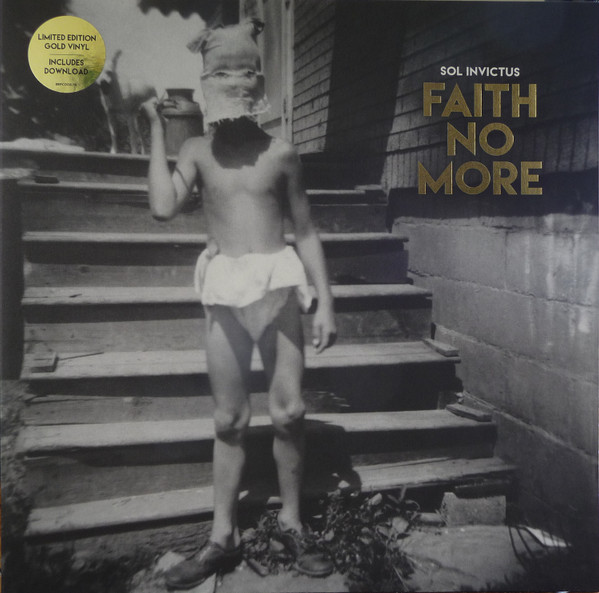 LIMITED EDITION
GOLD VINYL
INCLUDES
DOWNLOAD
SOL INVICTUS
FAITH
NO
MORE